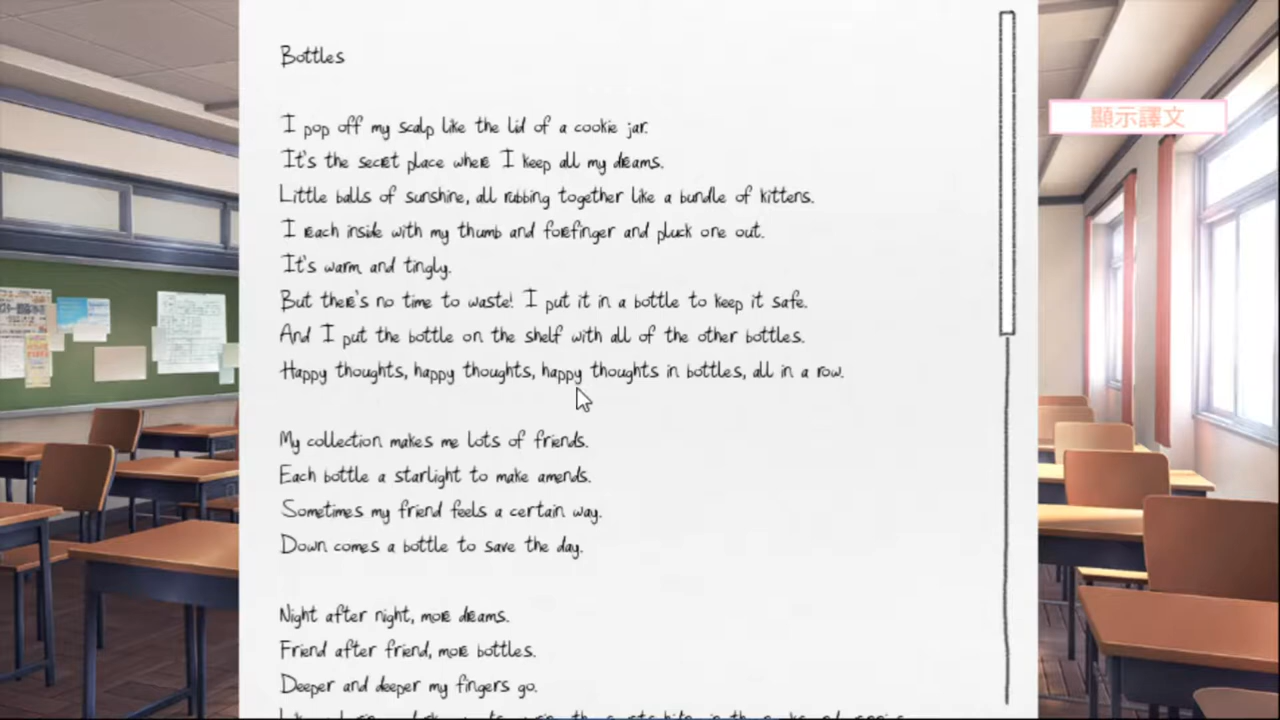 Bottles
I pop off my scalp like the lid of a cookie jar.
It's the secret place where I keep all my dreams.
Little balls of sunshine, all rubbing together like a bundle of kittens.
I reach inside with my thumb and forefinger and pluck one out.
It's warm and tingly.
But there's no time to waste! I put it in a bottle to keep it safe.
And I put the bottle on the shelf with all of the other bottles.
Happy thoughts, happy thoughts, happy thoughts in bottles, all in a row.
My collection makes me lots of friends.
Each bottle a starlight to make amends.
Sometimes my friend feels a certain way.
Down comes a bottle to save the day.
Night after night, more dreams.
Friend after friend, more bottles.
Deeper and deeper my fingers go.
顯示譯文